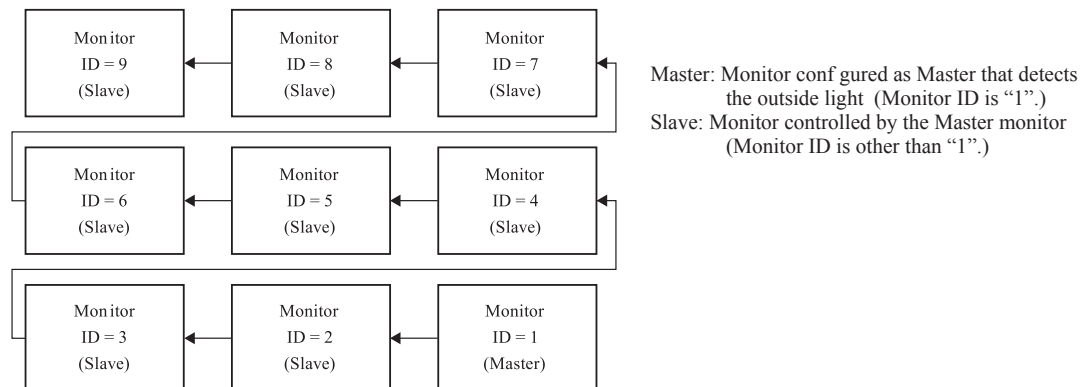 Monitor
ID = 9
(Slave)
Monitor
ID = 8
(Slave)
Monitor
ID = 7
(Slave)
Master: Monitor conf gured as Master that detects
the outside light (Monitor ID is “1”.)
Slave: Monitor controlled by the Master monitor
(Monitor ID is other than “1”.)
Monitor
ID = 6
(Slave)
Monitor
ID = 5
(Slave)
Monitor
ID = 4
(Slave)
Monitor
ID = 3
(Slave)
Monitor
ID = 2
(Slave)
Monitor
ID = 1
(Master)